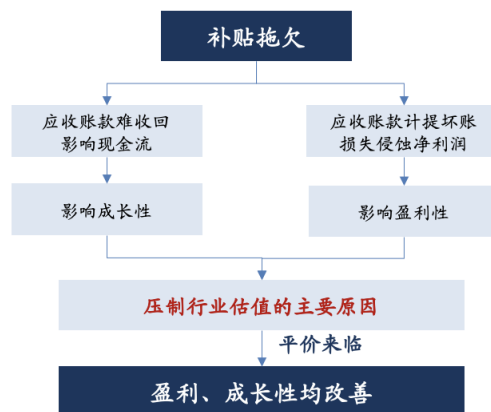 补贴拖欠
应收账款难收回
影响现金流
应收账款计提坏账
损失侵蚀净利润
影响成长性
影响盈利性
压制行业估值的主要原因
平价来临
盈利、成长性均改善